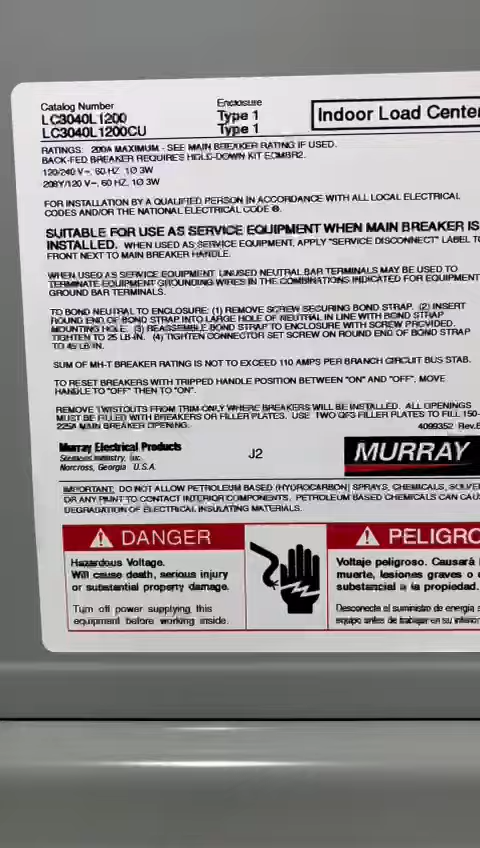 Catalog Number
LC3040L1200
LC3040L1200CU
Enclosure
Type 1
Type 1
Indoor Load Center
RATINGS: 200A MAXIMUM - SEE MAIN BREAKER RATING IF USED.
BACK-FED BREAKER REQUIRES HOLD-DOWN KIT ECMBR2.
120/240 V~, 60 HZ, 1Ø 3W
208Y/120 V~, 60 HZ, 1Ø 3W
FOR INSTALLATION BY A QUALIFIED PERSON IN ACCORDANCE WITH ALL LOCAL ELECTRICAL
CODES AND/OR THE NATIONAL ELECTRICAL CODE ®.
SUITABLE FOR USE AS SERVICE EQUIPMENT WHEN MAIN BREAKER IS
INSTALLED. WHEN USED AS SERVICE EQUIPMENT, APPLY "SERVICE DISCONNECT" LABEL TO
FRONT NEXT TO MAIN BREAKER HANDLE.
WHEN USED AS SERVICE EQUIPMENT UNUSED NEUTRAL BAR TERMINALS MAY BE USED TO
TERMINATE EQUIPMENT GROUNDING WIRES IN THE COMBINATIONS INDICATED FOR EQUIPMENT
GROUND BAR TERMINALS.
TO BOND NEUTRAL TO ENCLOSURE: (1) REMOVE SCREW SECURING BOND STRAP. (2) INSERT
ROUND END OF BOND STRAP INTO LARGE HOLE OF NEUTRAL IN LINE WITH BOND STRAP
MOUNTING HOLE. (3) REASSEMBLE BOND STRAP TO ENCLOSURE WITH SCREW PROVIDED.
TIGHTEN TO 25 LB-IN. (4) TIGHTEN CONNECTOR SET SCREW ON ROUND END OF BOND STRAP
TO 45 LB-IN.
SUM OF MH-T BREAKER RATING IS NOT TO EXCEED 110 AMPS PER BRANCH CIRCUIT BUS STAB.
TO RESET BREAKERS WITH TRIPPED HANDLE POSITION BETWEEN "ON" AND "OFF", MOVE
HANDLE TO "OFF" THEN TO "ON".
REMOVE TWISTOUTS FROM TRIM ONLY WHERE BREAKERS WILL BE INSTALLED. ALL OPENINGS
MUST BE FILLED WITH BREAKERS OR FILLER PLATES. USE TWO QF3 FILLER PLATES TO FILL 150-
225A MAIN BREAKER OPENING.
4099352 Rev.
Murray Electrical Products
Siemens Industry, Inc.
Norcross, Georgia U.S.A.
J2
MURRAY
IMPORTANT: DO NOT ALLOW PETROLEUM BASED (HYDROCARBON) SPRAYS, CHEMICALS, SOLVE
OR ANY PAINT TO CONTACT INTERIOR COMPONENTS. PETROLEUM BASED CHEMICALS CAN CAU
DEGRADATION OF ELECTRICAL INSULATING MATERIALS.
DANGER
Hazardous Voltage.
Will cause death, serious injury
or substantial property damage.
Turn off power supplying this
equipment before working inside.
PELIGRO
Voltaje peligroso. Causará
muerte, lesiones graves o
substancial a la propiedad.
Desconecte el suministro de energía
equipo antes de trabajar en su interior